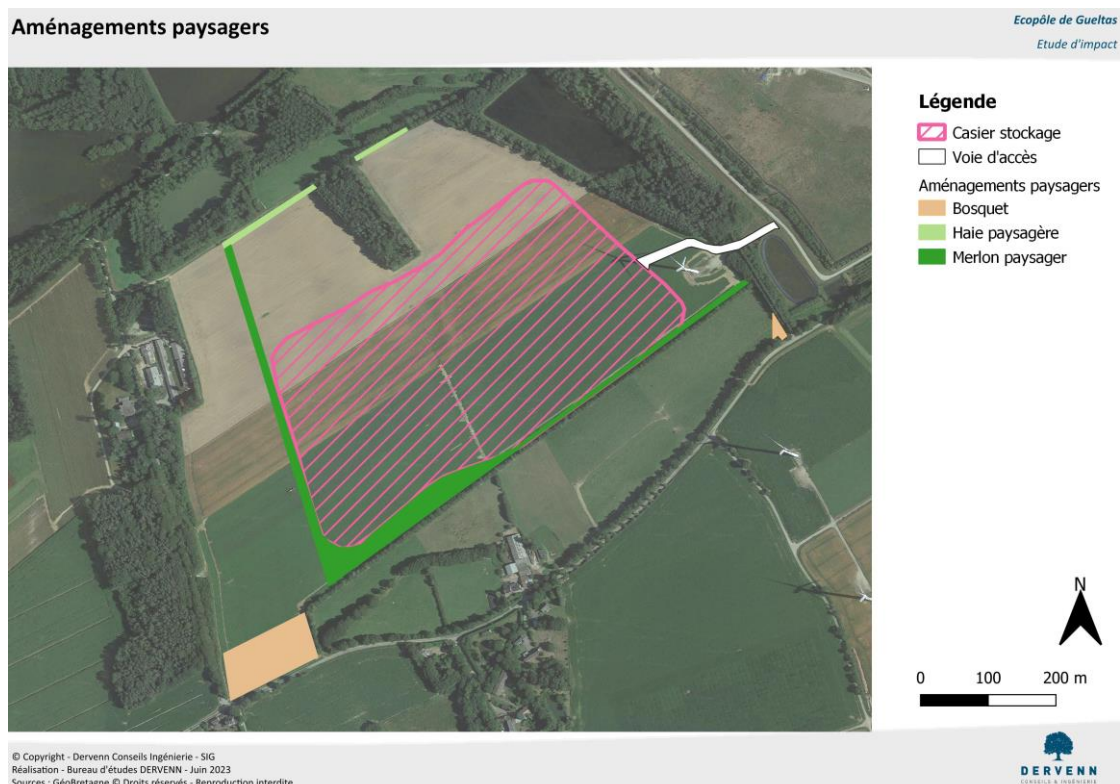 Aménagements paysagers
Ecopôle de Gueltas
Etude d'impact
Légende
Casier stockage
Voie d'accès
Aménagements paysagers
Bosquet
Haie paysagère
Merlon paysager
N
0 100 200 m
© Copyright - Dervenn Conseils Ingénierie - SIG
Réalisation - Bureau d'études DERVENN - Juin 2023
Sources : GéoBretagne © Droits réservés - Reproduction interdite
DERVENN
CONSEILS & INGÉNIERIE